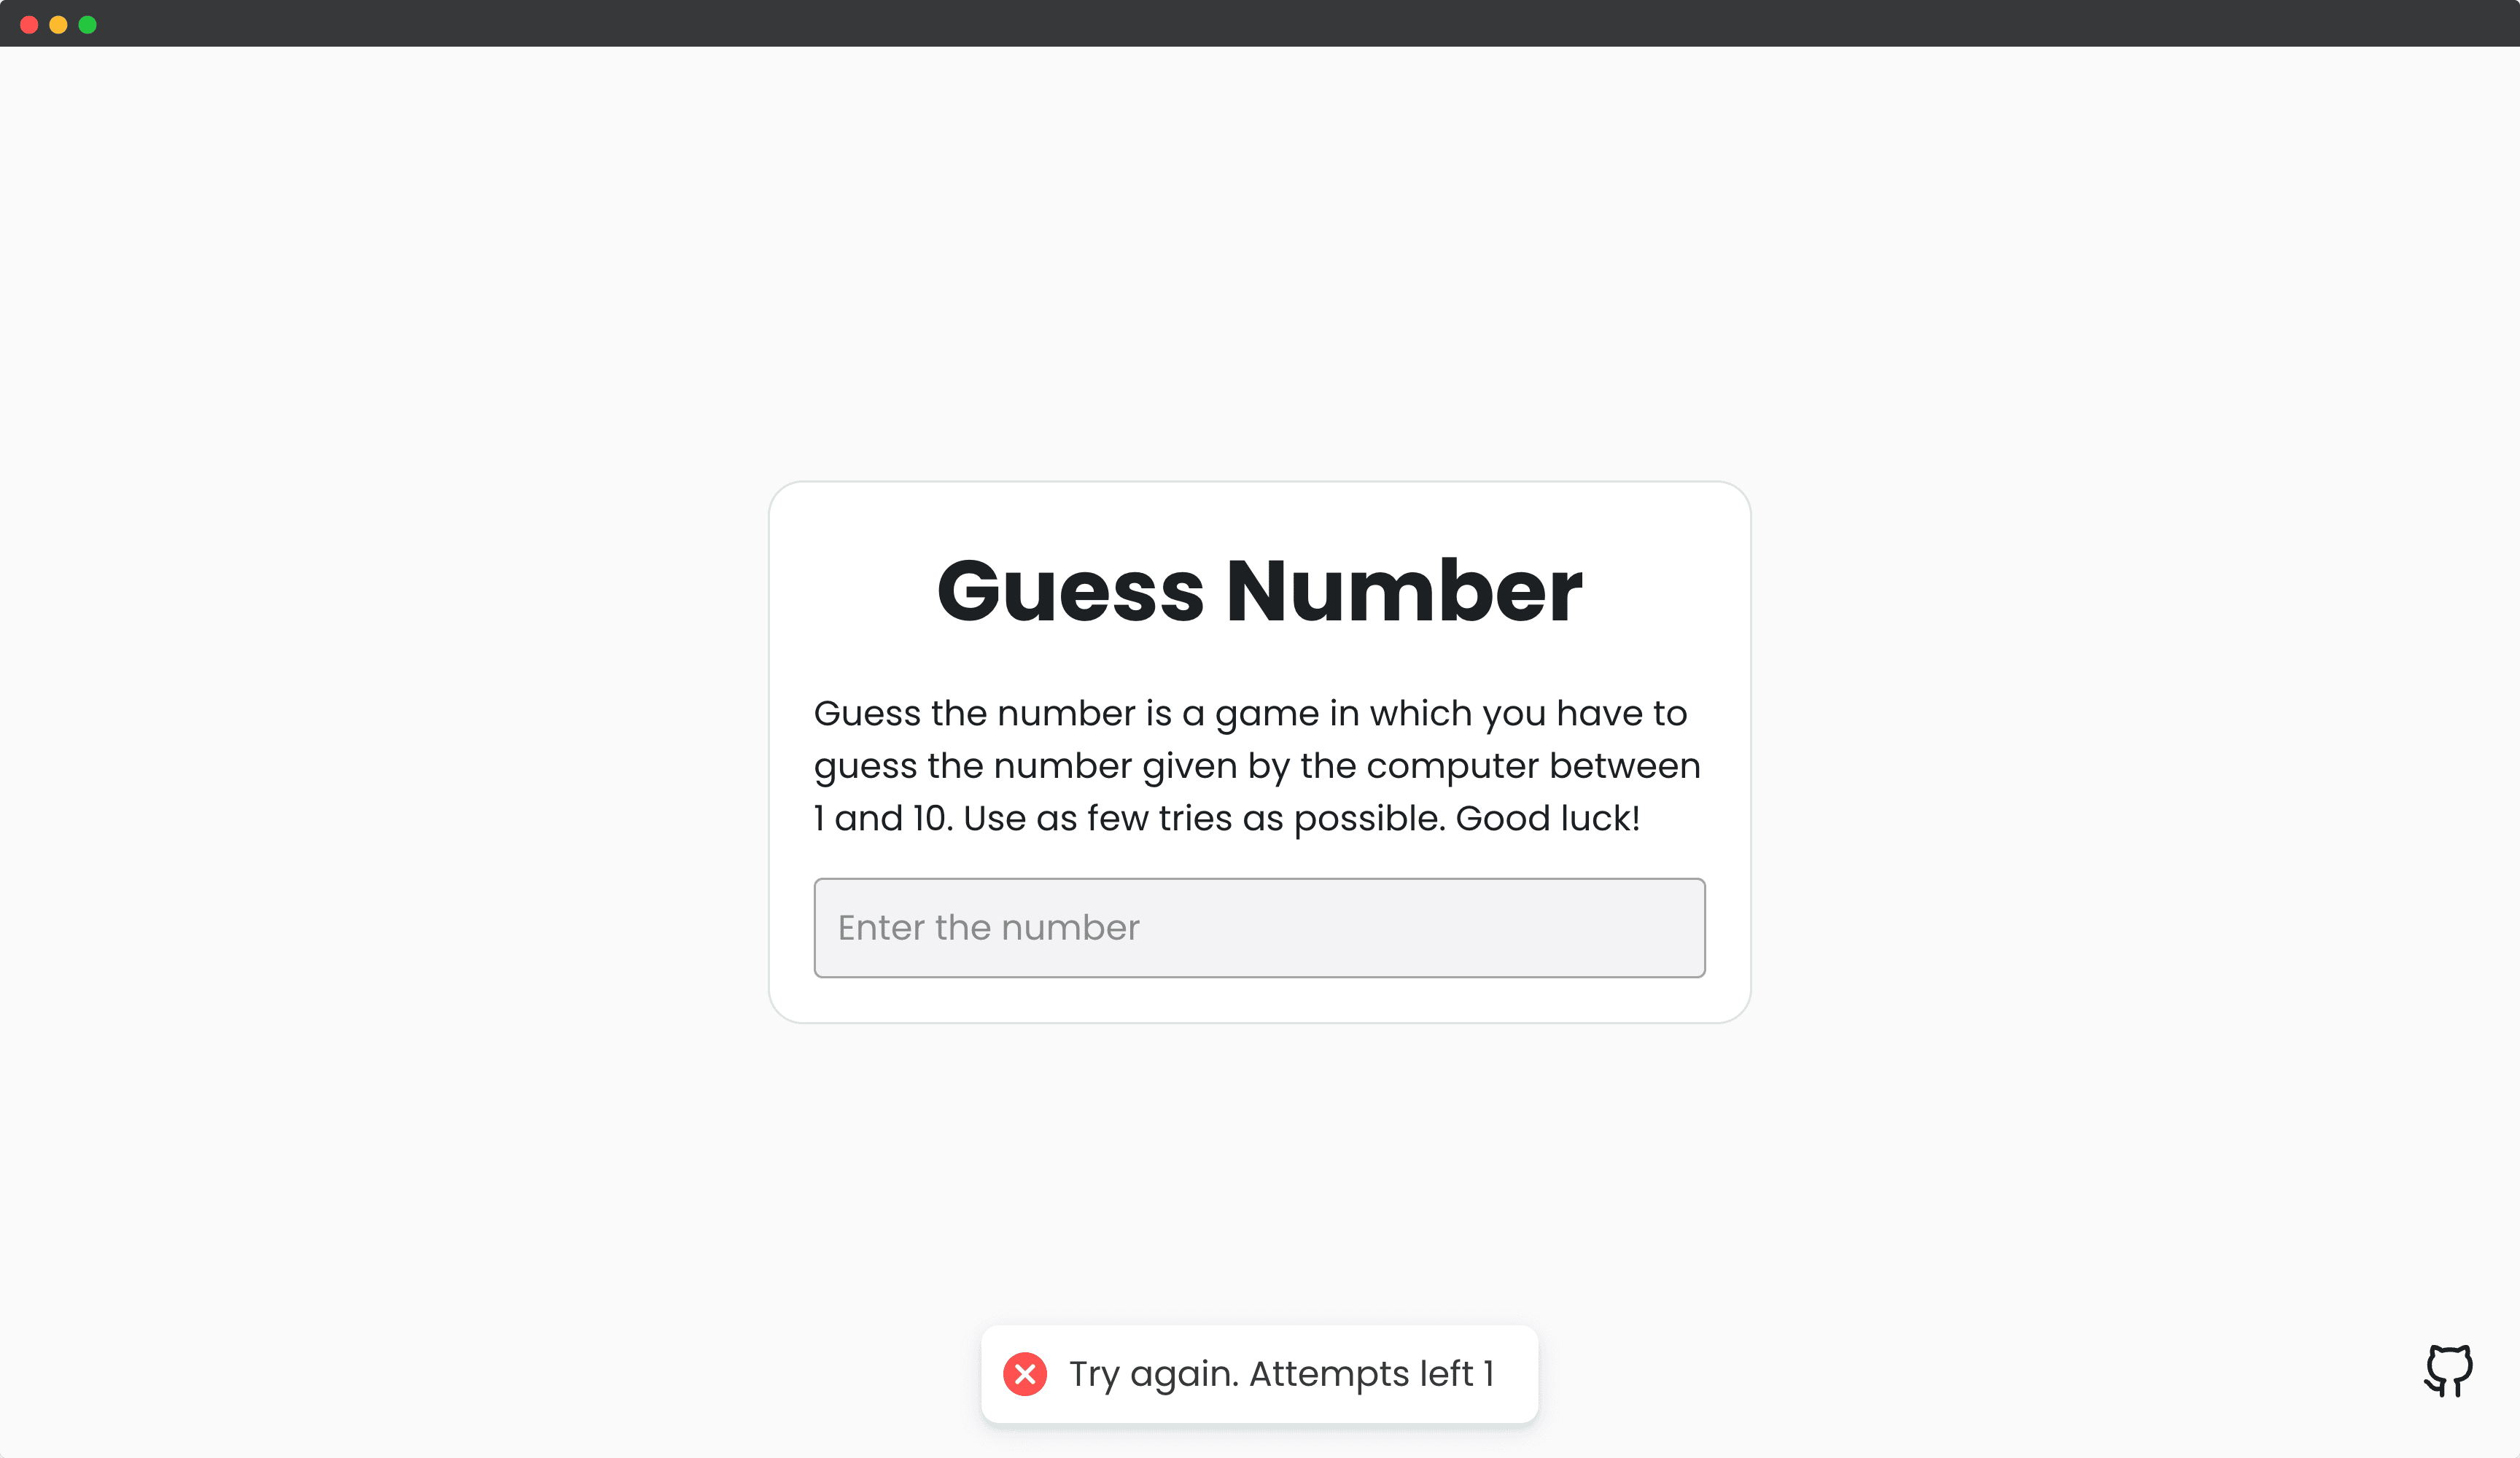 Guess Number
Guess the number is a game in which you have to
guess the number given by the computer between
1 and 10. Use as few tries as possible. Good luck!
Enter the number
Try again. Attempts left 1